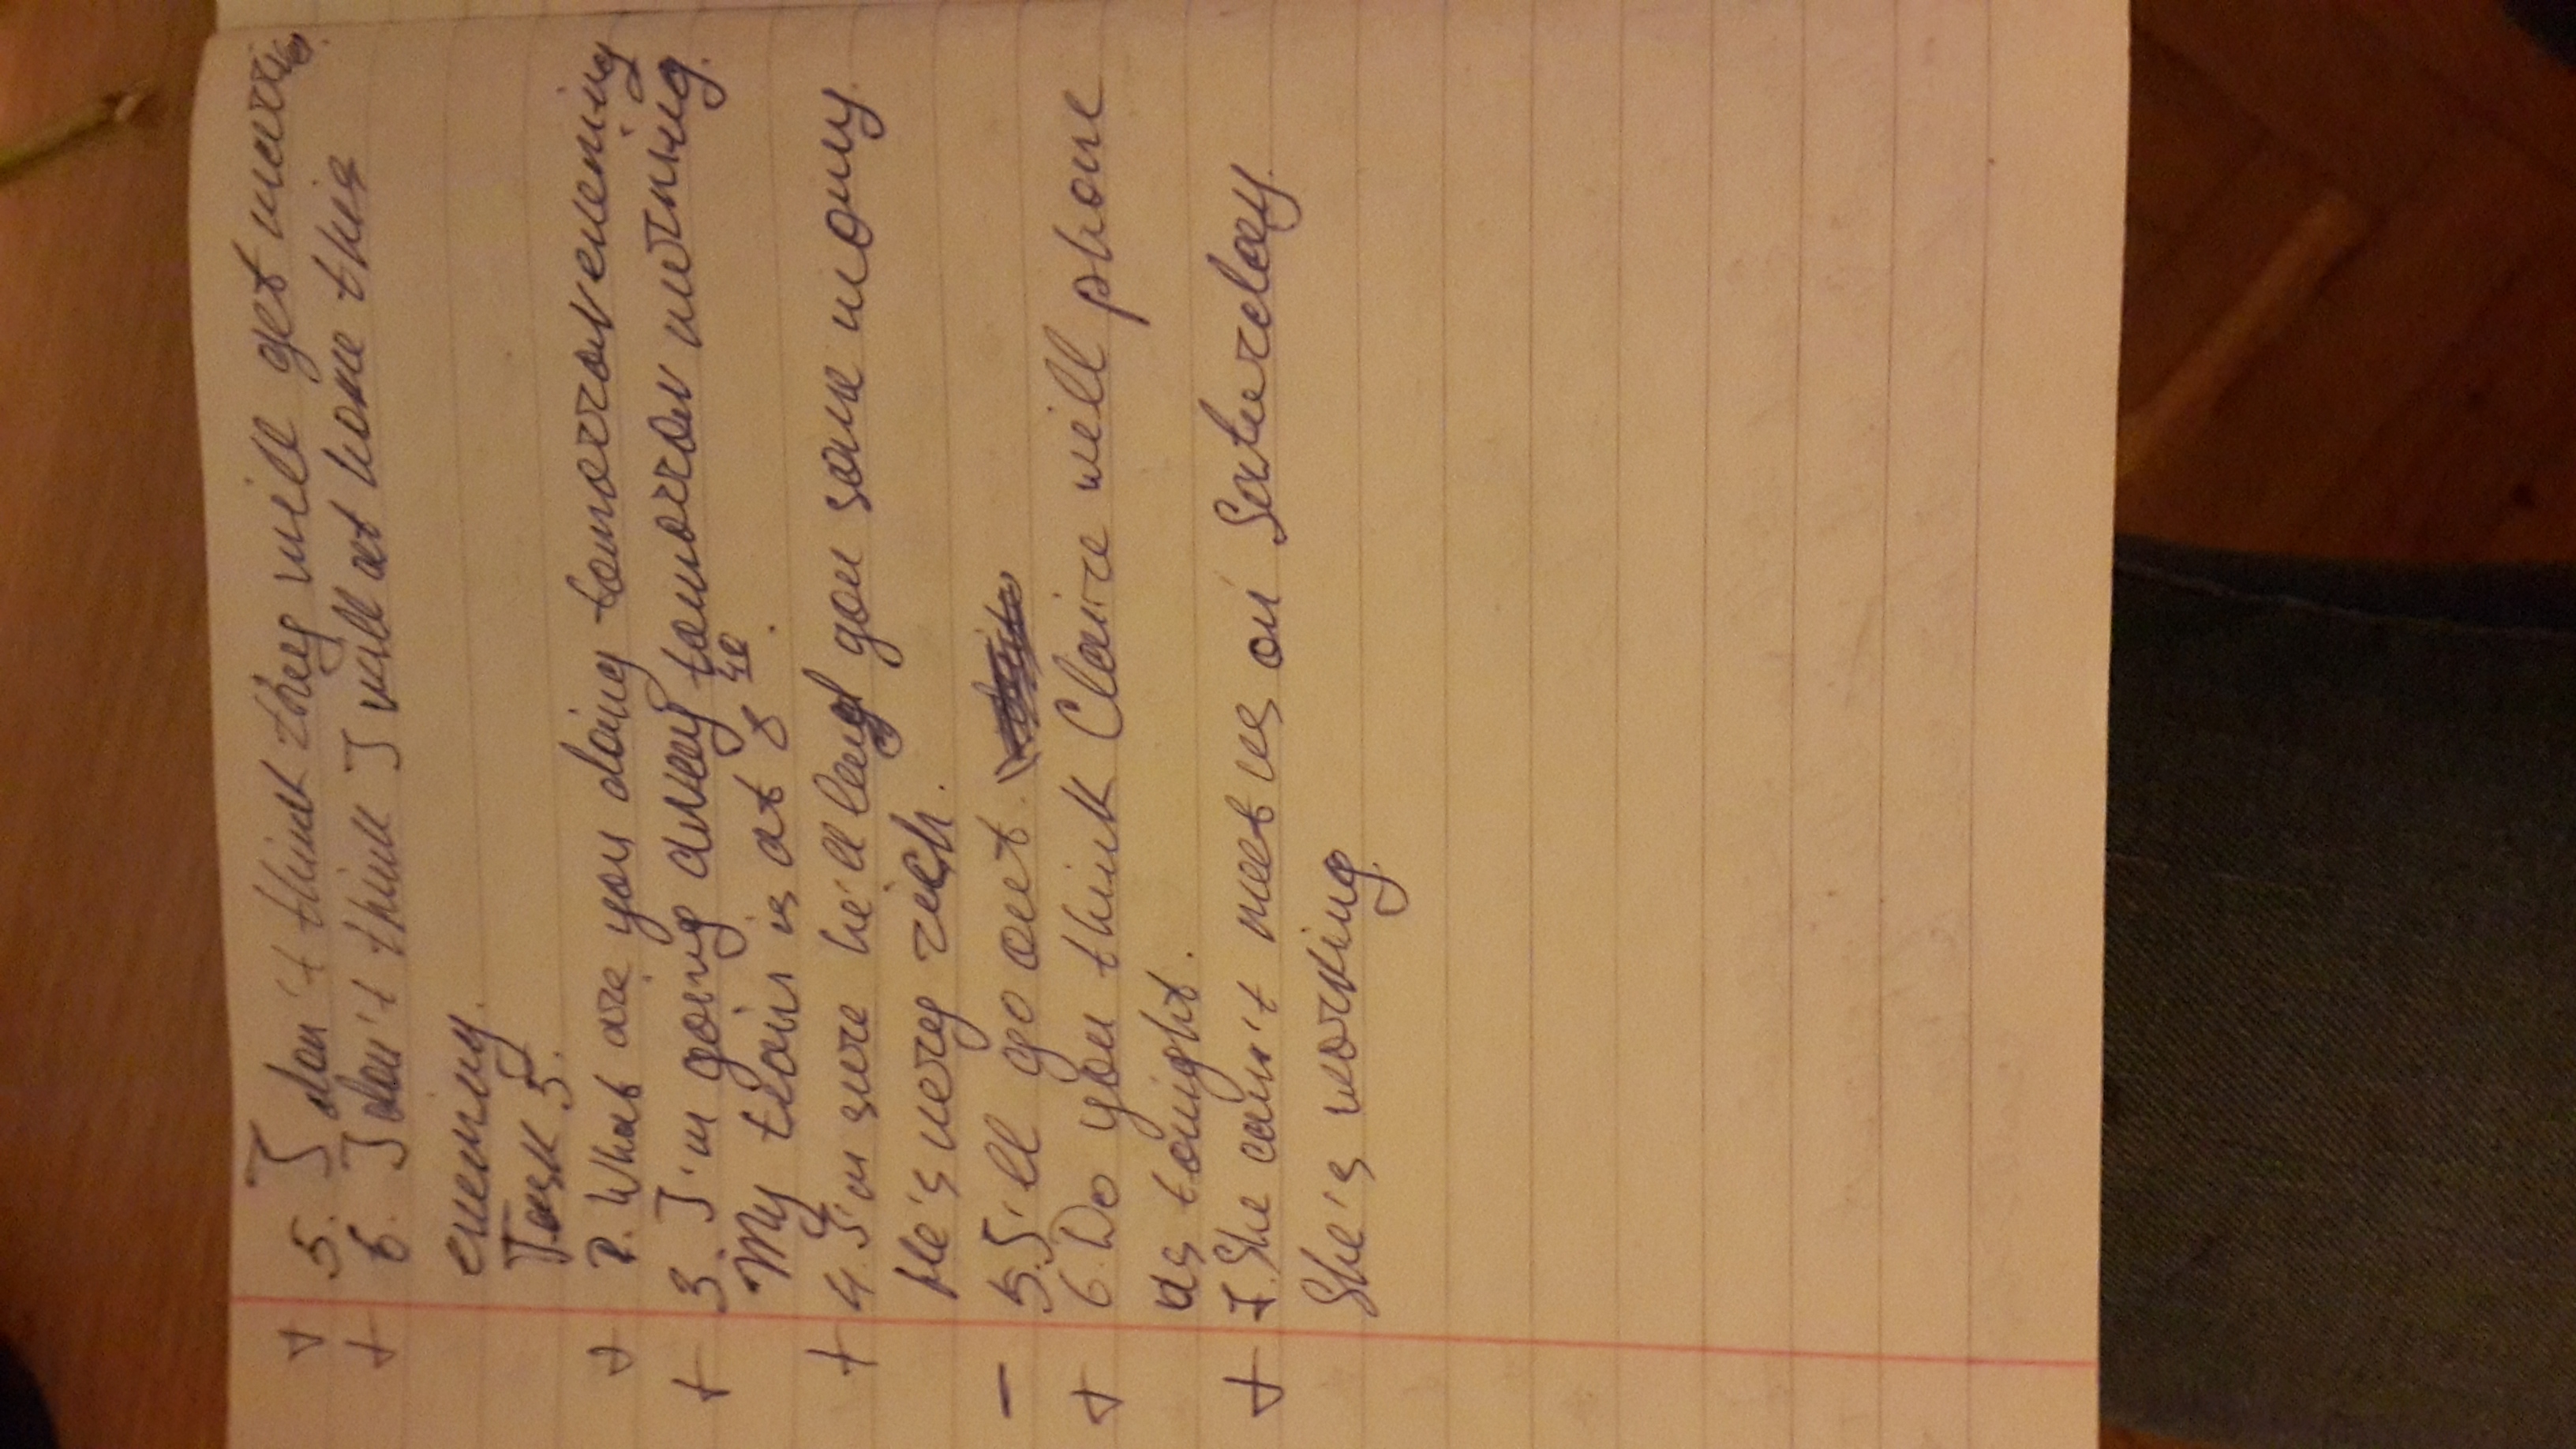 + 5. I don't think they will get married.
+ 6. I don't think I will at home this
evening.
Task 5.
+ 2. What are you doing tomorrow evening
+ 3. I'm going away tomorrow morning.
My train is at 8 40.
+ 4. I'm sure he'll lend you some mony.
He's very rich.
- 5. I'll go out.
+ 6. Do you think Claire will phone
us tonight.
+ 7. She can't meet us on Saturday.
She's working.